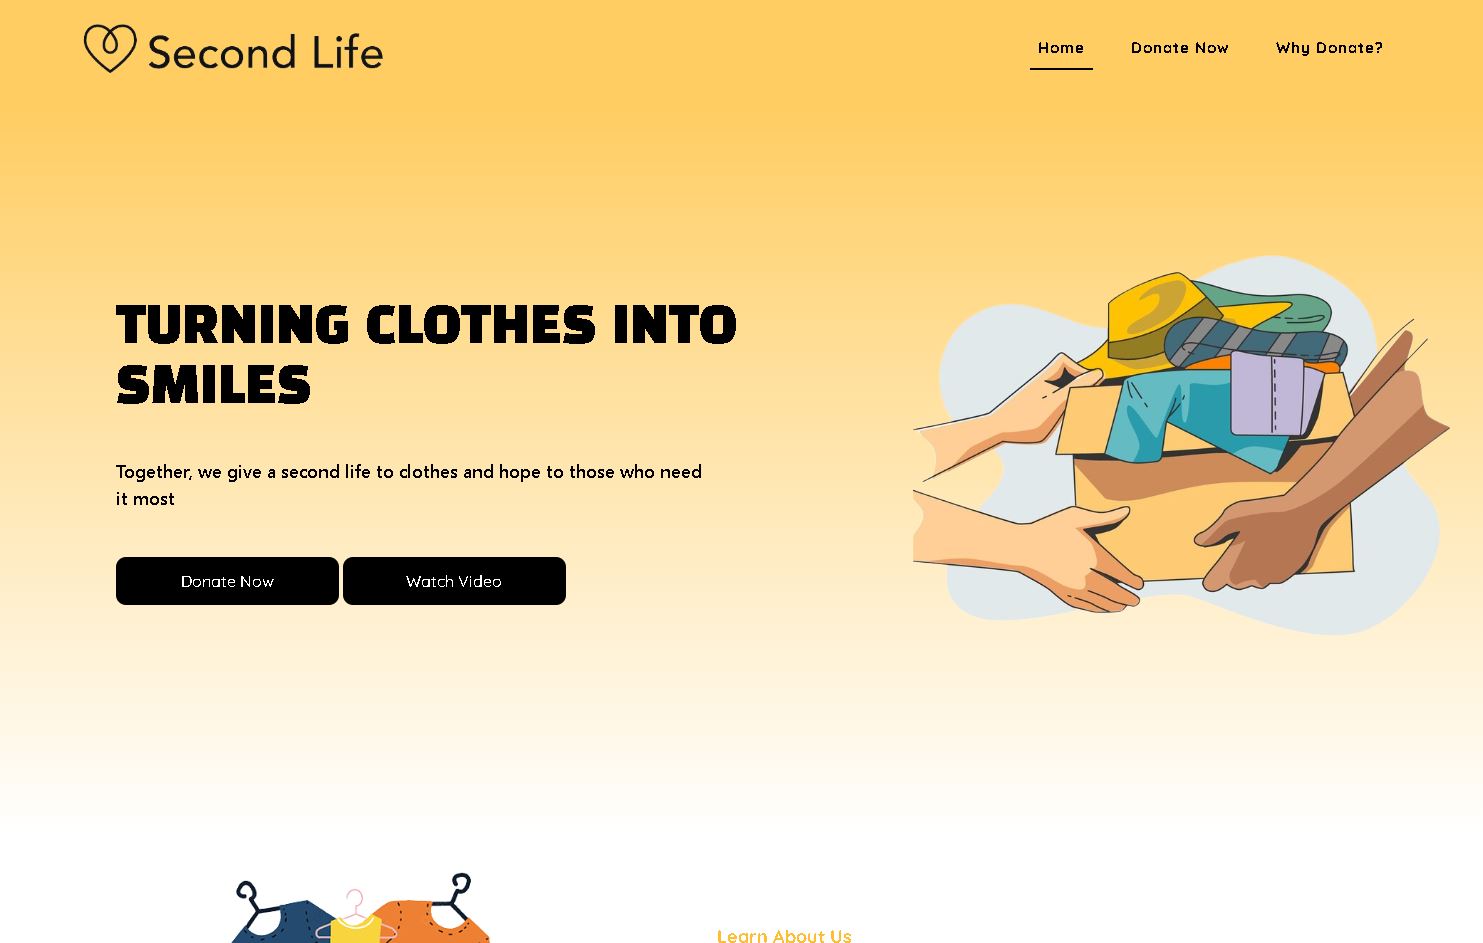 Second Life
Home
Donate Now
Why Donate?
TURNING CLOTHES INTO
SMILES
Together, we give a second life to clothes and hope to those who need
it most
Donate Now
Watch Video
Learn About Us